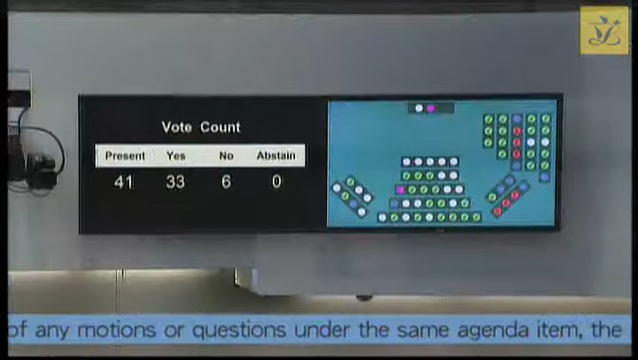 Vote Count
Present Yes No Abstain
41 33 6 0
of any motions or questions under the same agenda item, the